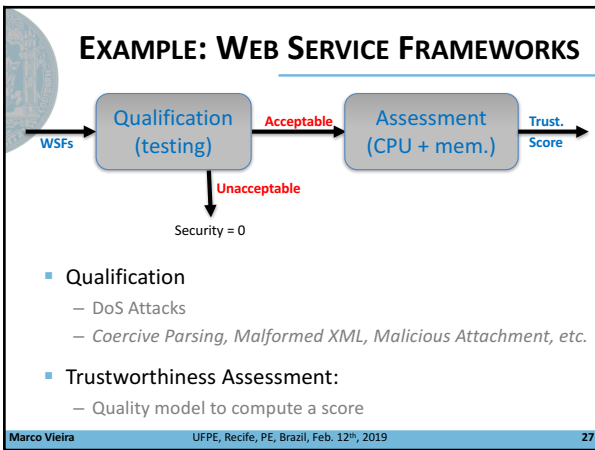 EXAMPLE: WEB SERVICE FRAMEWORKS
WSFs
Qualification
(testing)
Acceptable
Assessment
(CPU + mem.)
Trust.
Score
Unacceptable
Security = 0
▪ Qualification
– DoS Attacks
– Coercive Parsing, Malformed XML, Malicious Attachment, etc.
▪ Trustworthiness Assessment:
– Quality model to compute a score
Marco Vieira
UFPE, Recife, PE, Brazil, Feb. 12th, 2019
27